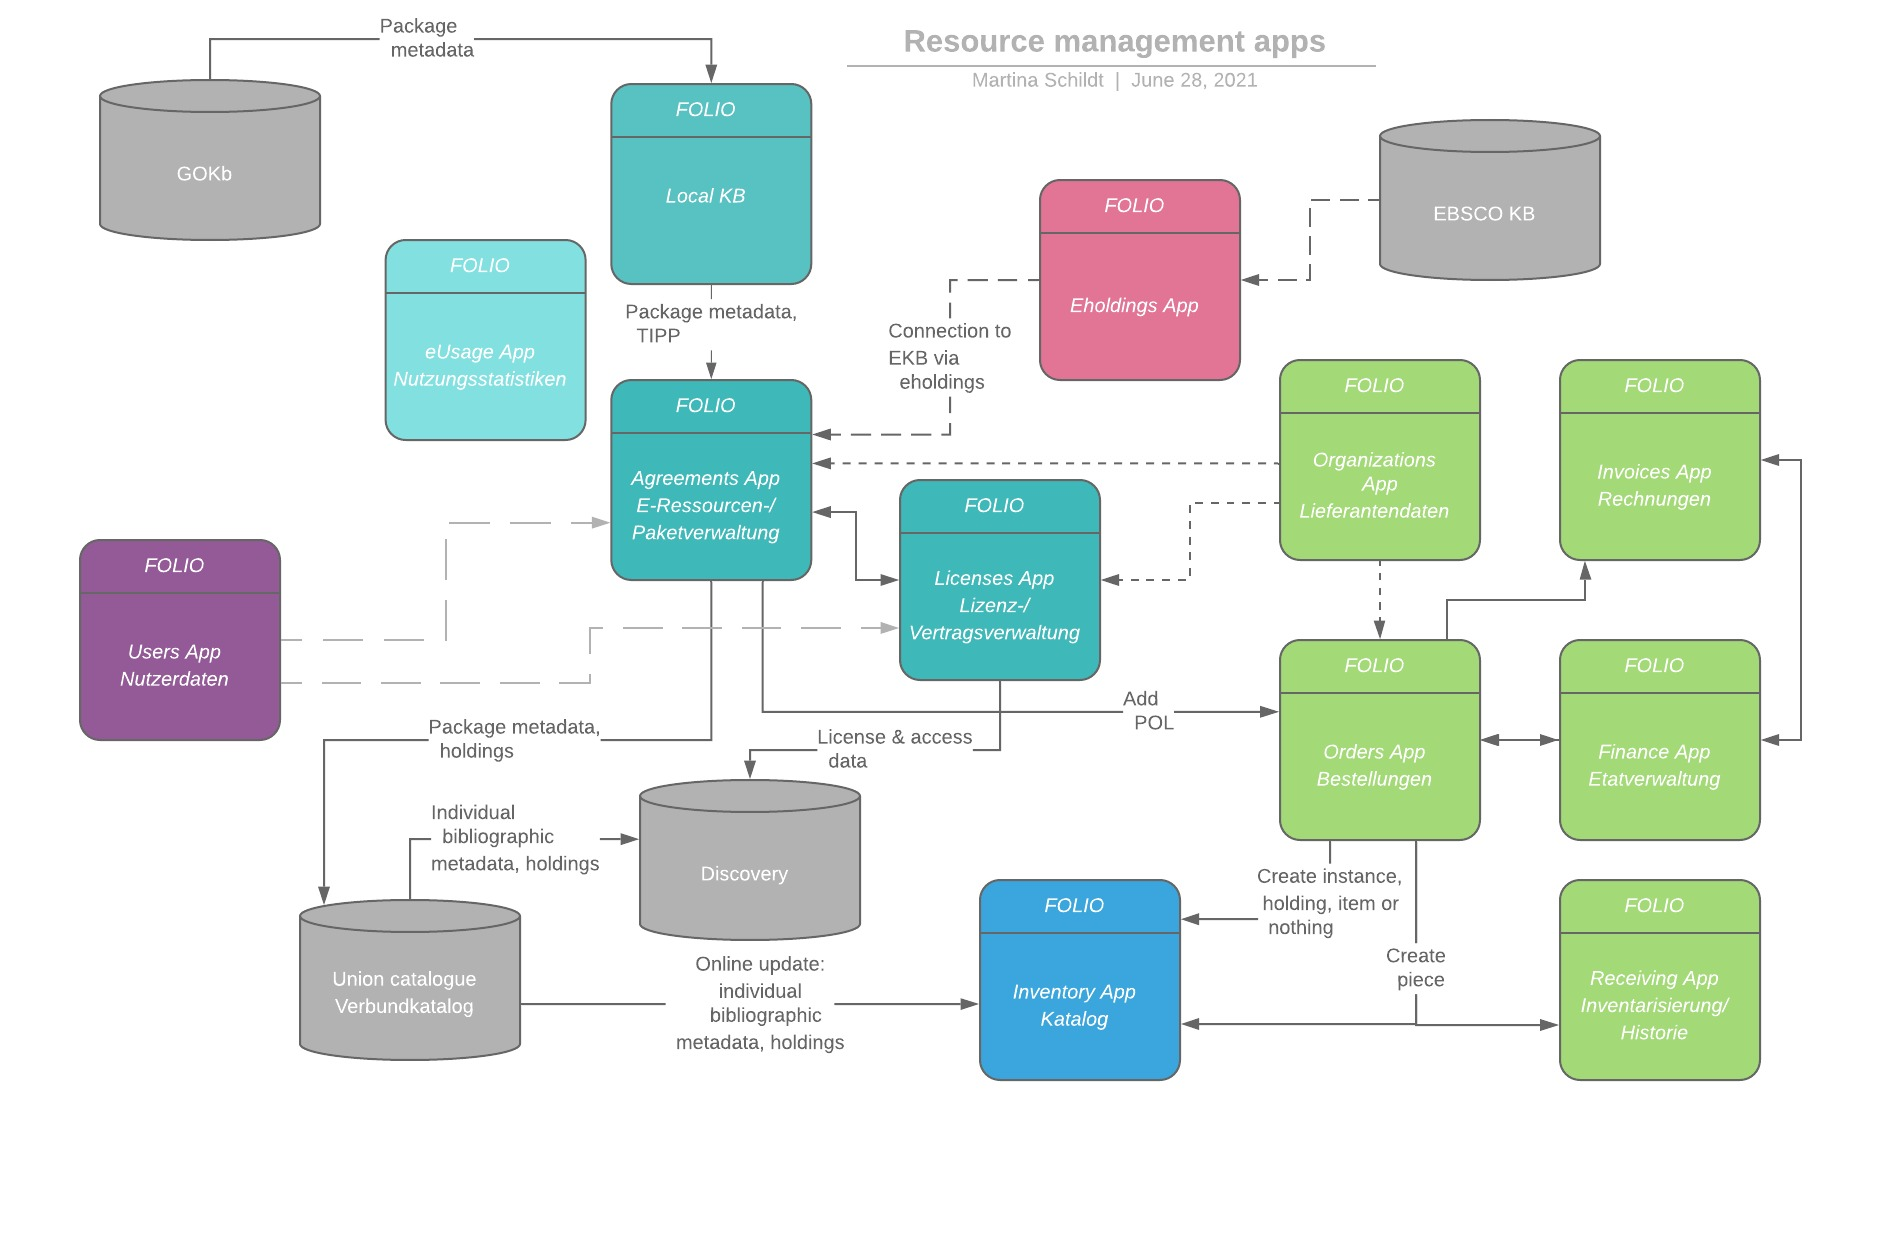 Package
metadata
Resource management apps
Martina Schildt | June 28, 2021
FOLIO
Local KB
GOKb
FOLIO
Eholdings App
EBSCO KB
FOLIO
eUsage App
Nutzungsstatistiken
Package metadata,
TIPP
Connection to
EKB via
eholdings
FOLIO
Agreements App
E-Ressourcen-/
Paketverwaltung
FOLIO
Organizations
App
Lieferantendaten
FOLIO
Invoices App
Rechnungen
FOLIO
Licenses App
Lizenz-/
Vertragsverwaltung
FOLIO
Users App
Nutzerdaten
FOLIO
Orders App
Bestellungen
FOLIO
Finance App
Etatverwaltung
Add
POL
Package metadata,
holdings
License & access
data
Individual
bibliographic
metadata, holdings
Discovery
Create instance,
holding, item or
nothing
Create
piece
FOLIO
Inventory App
Katalog
FOLIO
Receiving App
Inventarisierung/
Historie
Union catalogue
Verbundkatalog
Online update:
individual
bibliographic
metadata, holdings